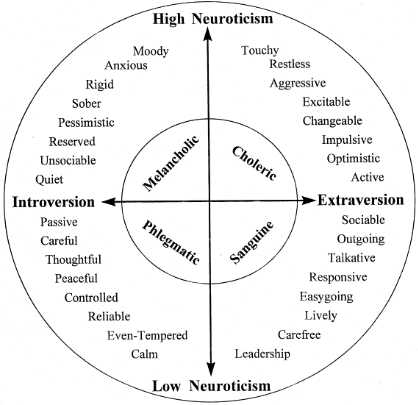 High Neuroticism
Moody
Anxious
Rigid
Sober
Pessimistic
Reserved
Unsociable
Quiet
Touchy
Restless
Aggressive
Excitable
Changeable
Impulsive
Optimistic
Active
Melancholic
Choleric
Introversion
Extraversion
Phlegmatic
Sanguine
Passive
Careful
Thoughtful
Peaceful
Controlled
Reliable
Even-Tempered
Calm
Sociable
Outgoing
Talkative
Responsive
Easygoing
Lively
Carefree
Leadership
Low Neuroticism